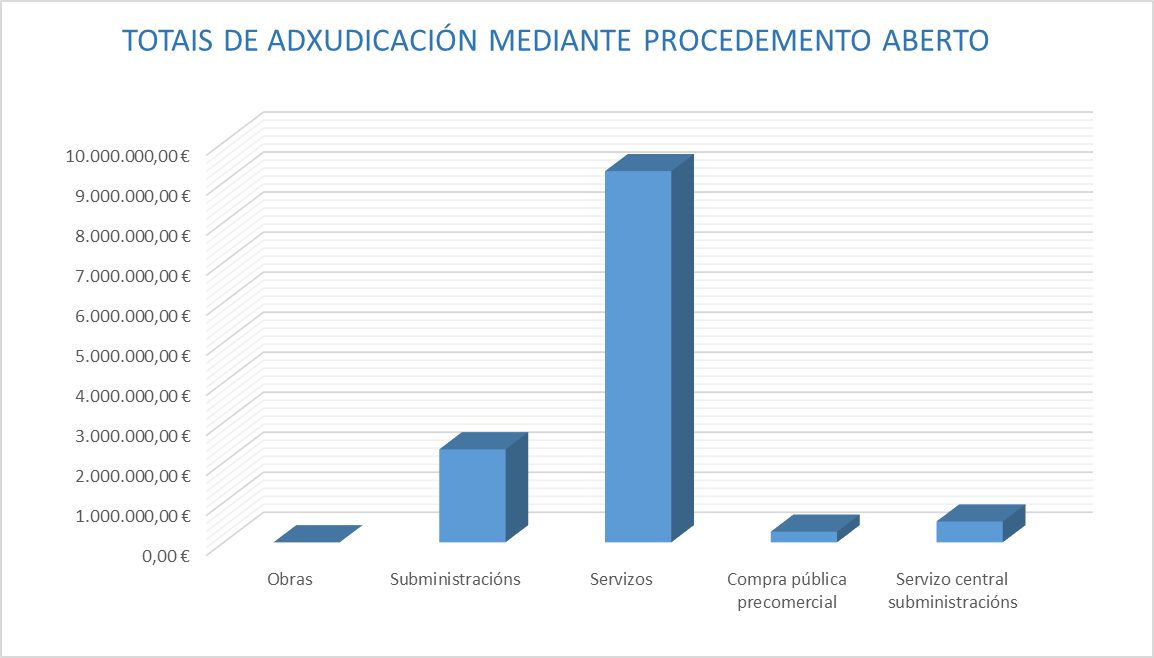 TOTAIS DE ADXUDICACIÓN MEDIANTE PROCEDEMENTO ABERTO
10.000.000,00 €
9.000.000,00 €
8.000.000,00 €
7.000.000,00 €
6.000.000,00 €
5.000.000,00 €
4.000.000,00 €
3.000.000,00 €
2.000.000,00 €
1.000.000,00 €
0,00 €
Obras
Subministracións
Servizos
Compra pública
precomercial
Servizo central
subministracións